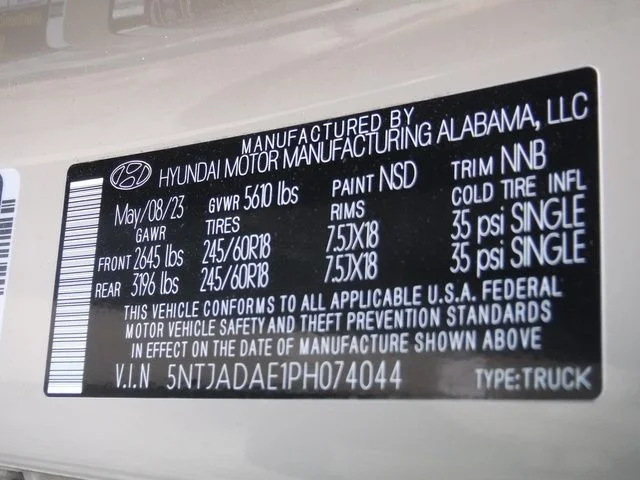 MANUFACTURED BY
HYUNDAI MOTOR MANUFACTURING ALABAMA, LLC
May/08/23 GVWR 5610 lbs PAINT NSD TRIM NNB
GAWR TIRES RIMS COLD TIRE INFL
FRONT 2645 lbs 245/60R18 7.5JX18 35 psi SINGLE
REAR 3196 lbs 245/60R18 7.5JX18 35 psi SINGLE
THIS VEHICLE CONFORMS TO ALL APPLICABLE U.S.A. FEDERAL
MOTOR VEHICLE SAFETY AND THEFT PREVENTION STANDARDS
IN EFFECT ON THE DATE OF MANUFACTURE SHOWN ABOVE
V.I.N 5NTJADAE1PH074044 TYPE:TRUCK